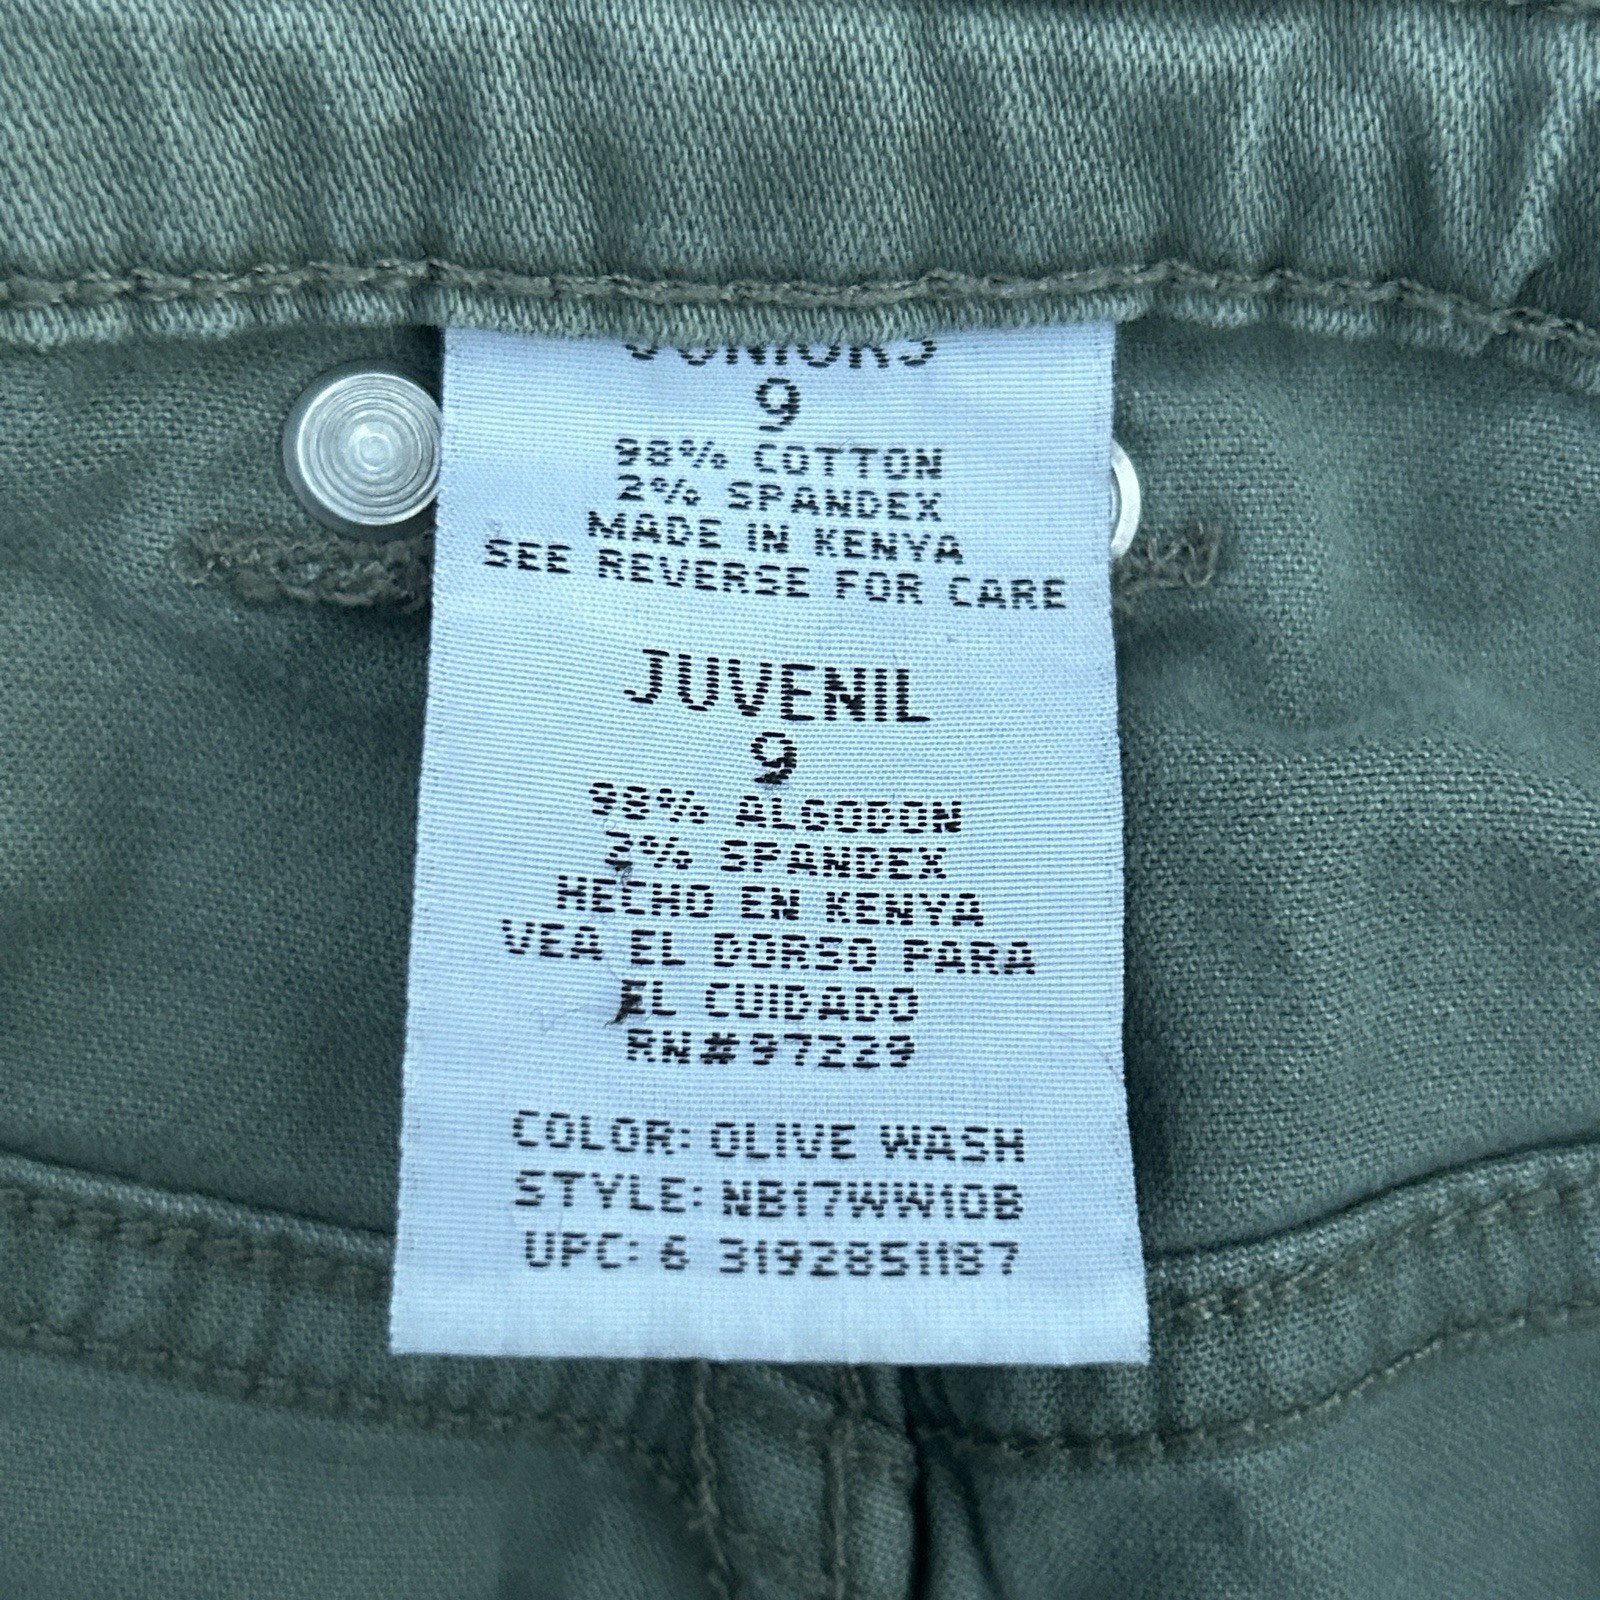 JUNIORS
9
98% COTTON
2% SPANDEX
MADE IN KENYA
SEE REVERSE FOR CARE
JUVENIL
9
98% ALGODON
2% SPANDEX
HECHO EN KENYA
VEA EL DORSO PARA
EL CUIDADO
RN#97229
COLOR: OLIVE WASH
STYLE: NB17WW10B
UPC: 6 3192851187